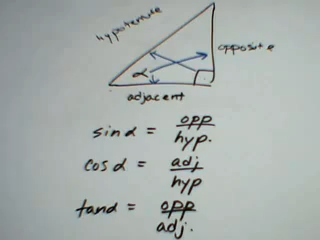 hypotenuse
opposite
α
adjacent
sin α = opp / hyp.
cos α = adj / hyp
tan α = opp / adj.